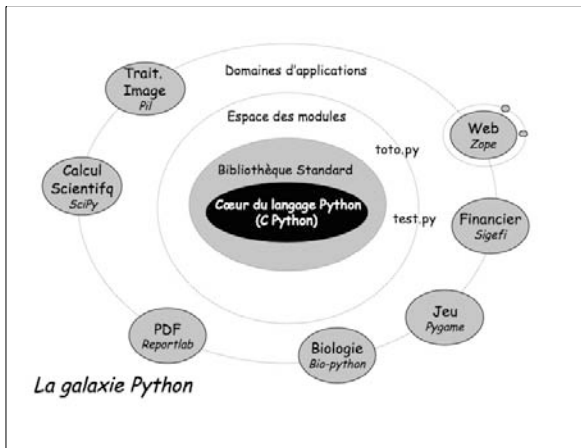 Trait.
Image
Pil
Domaines d'applications
Espace des modules
Web
Zope
toto.py
Calcul
Scientifq
SciPy
Bibliothèque Standard
Cœur du langage Python
(C Python)
test.py
Financier
Sigefi
Jeu
Pygame
PDF
Reportlab
Biologie
Bio-python
La galaxie Python